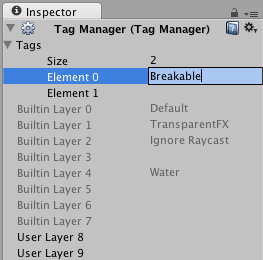 Inspector
Tag Manager (Tag Manager)
Tags
Size 2
Element 0 Breakable
Element 1
Builtin Layer 0 Default
Builtin Layer 1 TransparentFX
Builtin Layer 2 Ignore Raycast
Builtin Layer 3
Builtin Layer 4 Water
Builtin Layer 5
Builtin Layer 6
Builtin Layer 7
User Layer 8
User Layer 9